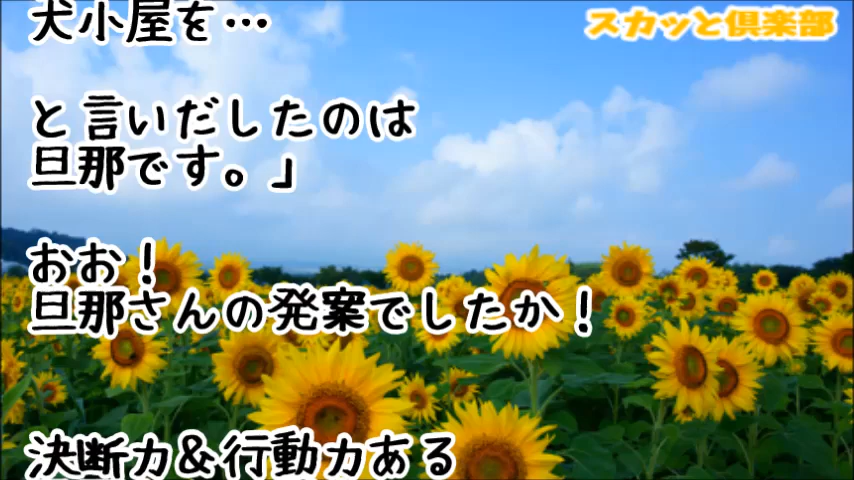 スカッと倶楽部
犬小屋を…
と言いだしたのは
旦那です。」
おお！
旦那さんの発案でしたか！
決断力＆行動力ある